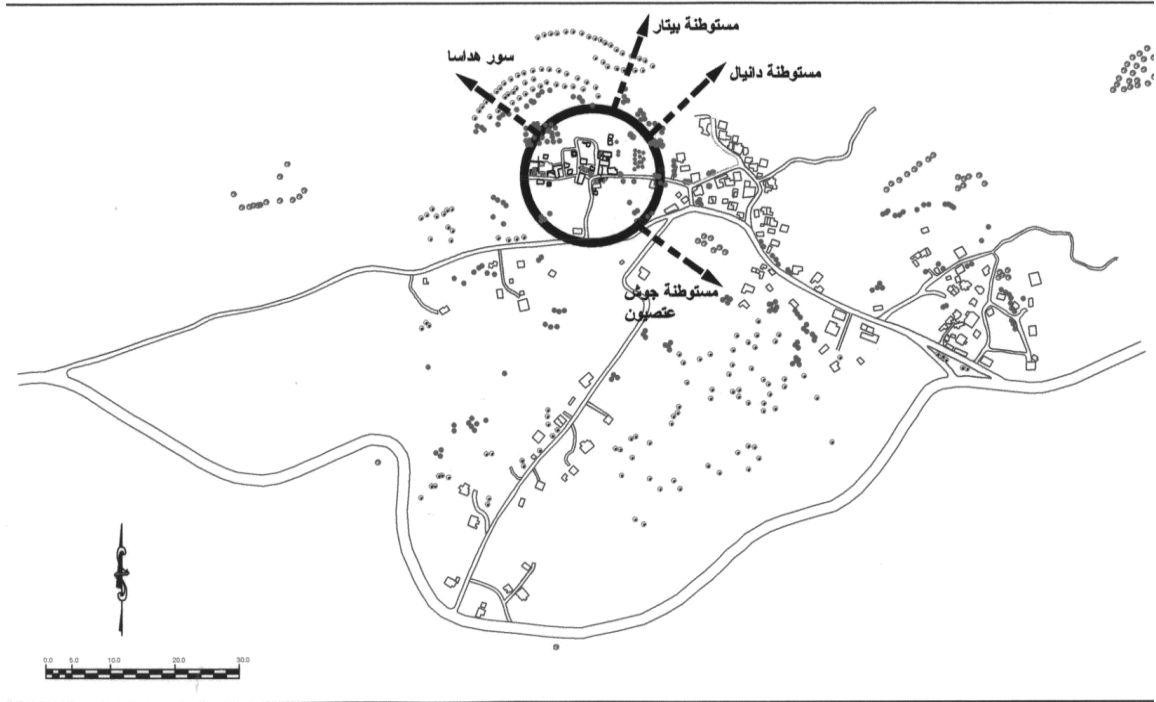 مستوطنة بيتار
سور هداسا
مستوطنة دانيال
مستوطنة جوش
عتصيون
0.0 5.0 10.0 20.0 30.0